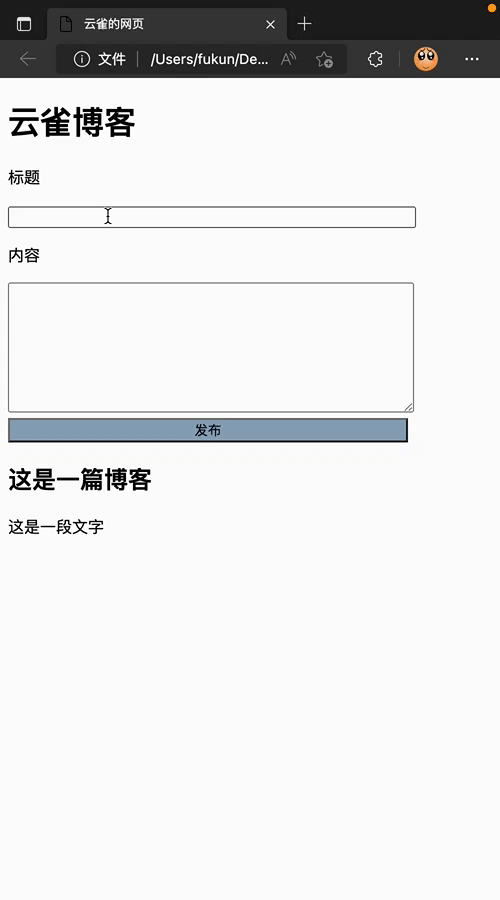 云雀的网页
文件 /Users/fukun/De...
云雀博客
标题
内容
发布
这是一篇博客
这是一段文字